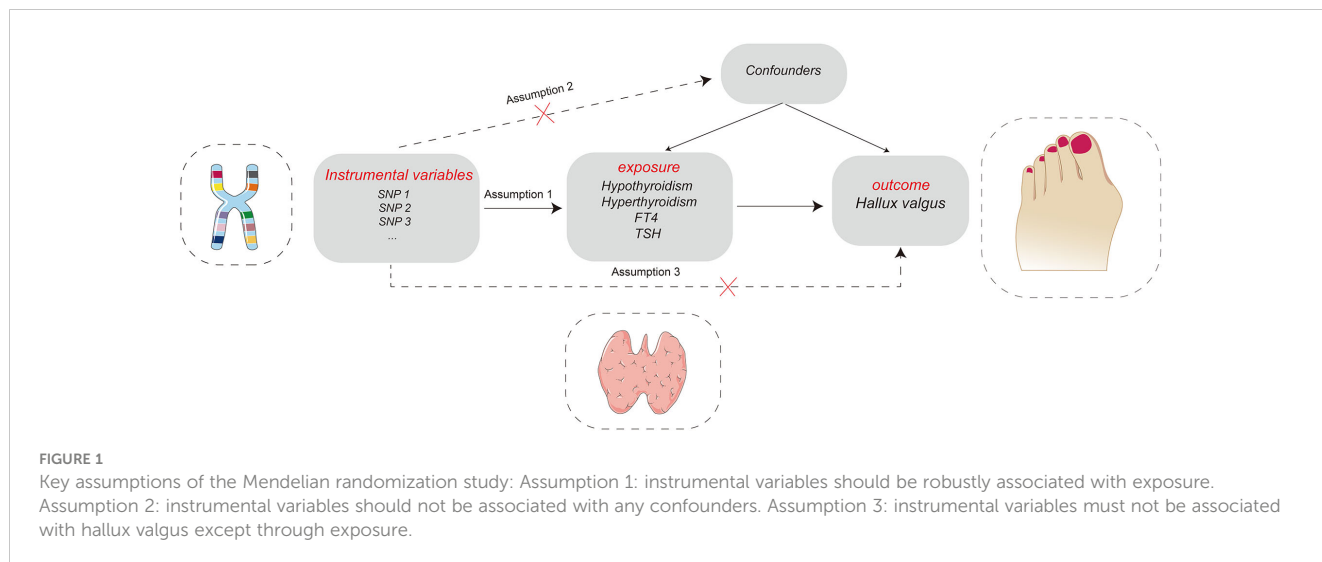 Confounders
Assumption 2
Instrumental variables
SNP 1
SNP 2
SNP 3
...
Assumption 1
exposure
Hypothyroidism
Hyperthyroidism
FT4
TSH
outcome
Hallux valgus
Assumption 3
FIGURE 1
Key assumptions of the Mendelian randomization study: Assumption 1: instrumental variables should be robustly associated with exposure.
Assumption 2: instrumental variables should not be associated with any confounders. Assumption 3: instrumental variables must not be associated
with hallux valgus except through exposure.